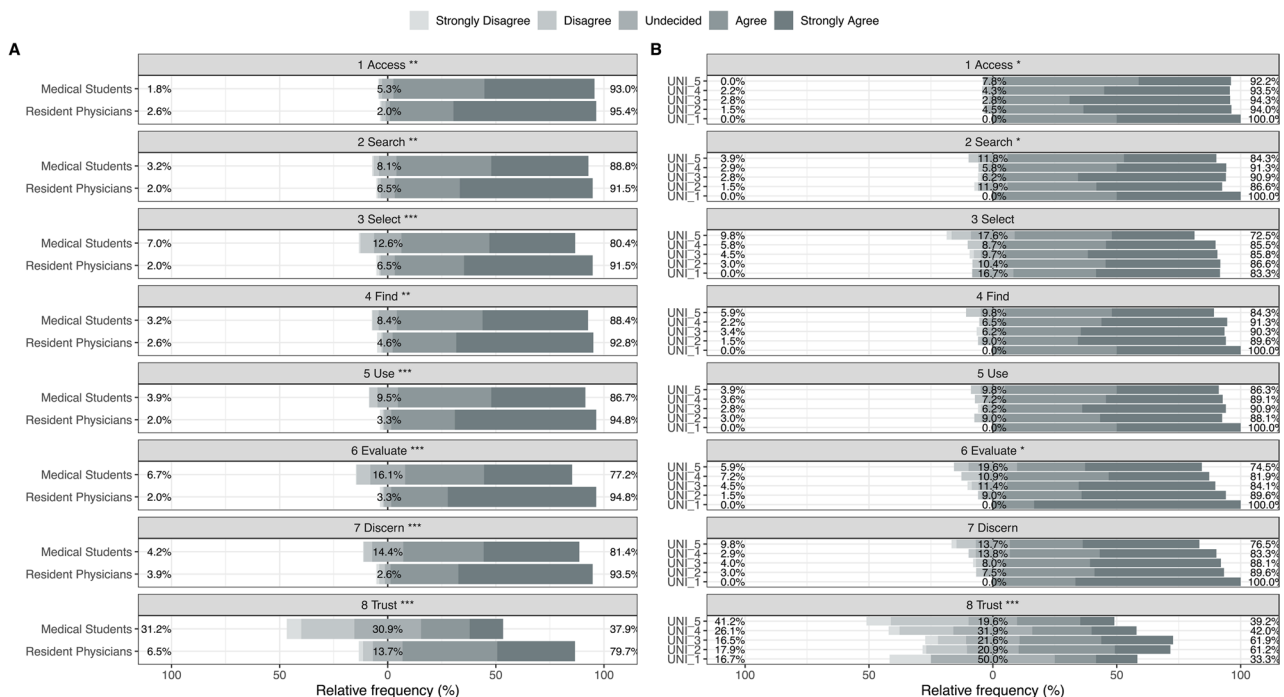 Strongly Disagree Disagree Undecided Agree Strongly Agree
A
1 Access **
Medical Students 1.8% 5.3% 93.0%
Resident Physicians 2.6% 2.0% 95.4%
2 Search **
Medical Students 3.2% 8.1% 88.8%
Resident Physicians 2.0% 6.5% 91.5%
3 Select ***
Medical Students 7.0% 12.6% 80.4%
Resident Physicians 2.0% 6.5% 91.5%
4 Find **
Medical Students 3.2% 8.4% 88.4%
Resident Physicians 2.6% 4.6% 92.8%
5 Use ***
Medical Students 3.9% 9.5% 86.7%
Resident Physicians 2.0% 3.3% 94.8%
6 Evaluate ***
Medical Students 6.7% 16.1% 77.2%
Resident Physicians 2.0% 3.3% 94.8%
7 Discern ***
Medical Students 4.2% 14.4% 81.4%
Resident Physicians 3.9% 2.6% 93.5%
8 Trust ***
Medical Students 31.2% 30.9% 37.9%
Resident Physicians 6.5% 13.7% 79.7%
100 50 0 50 100
Relative frequency (%)
B
1 Access *
UNI_5 0.0% 7.8% 92.2%
UNI_4 2.2% 4.3% 93.5%
UNI_3 2.8% 2.8% 94.3%
UNI_2 1.5% 4.5% 94.0%
UNI_1 0.0% 0.0% 100.0%
2 Search *
UNI_5 3.9% 11.8% 84.3%
UNI_4 2.9% 5.8% 91.3%
UNI_3 2.8% 6.2% 90.9%
UNI_2 1.5% 11.9% 86.6%
UNI_1 0.0% 0.0% 100.0%
3 Select
UNI_5 9.8% 17.6% 72.5%
UNI_4 5.8% 8.7% 85.5%
UNI_3 4.5% 9.7% 85.8%
UNI_2 3.0% 10.4% 86.6%
UNI_1 0.0% 16.7% 83.3%
4 Find
UNI_5 5.9% 9.8% 84.3%
UNI_4 2.2% 6.5% 91.3%
UNI_3 3.4% 6.2% 90.3%
UNI_2 1.5% 9.0% 89.6%
UNI_1 0.0% 0.0% 100.0%
5 Use
UNI_5 3.9% 9.8% 86.3%
UNI_4 3.6% 7.2% 89.1%
UNI_3 2.8% 6.2% 90.9%
UNI_2 3.0% 9.0% 88.1%
UNI_1 0.0% 0.0% 100.0%
6 Evaluate *
UNI_5 5.9% 19.6% 74.5%
UNI_4 7.2% 10.9% 81.9%
UNI_3 4.5% 11.4% 84.1%
UNI_2 1.5% 9.0% 89.6%
UNI_1 0.0% 0.0% 100.0%
7 Discern
UNI_5 9.8% 13.7% 76.5%
UNI_4 2.9% 13.8% 83.3%
UNI_3 4.0% 8.0% 88.1%
UNI_2 3.0% 7.5% 89.6%
UNI_1 0.0% 0.0% 100.0%
8 Trust ***
UNI_5 41.2% 19.6% 39.2%
UNI_4 26.1% 31.9% 42.0%
UNI_3 16.5% 21.6% 61.9%
UNI_2 17.9% 20.9% 61.2%
UNI_1 16.7% 50.0% 33.3%
100 50 0 50 100
Relative frequency (%)